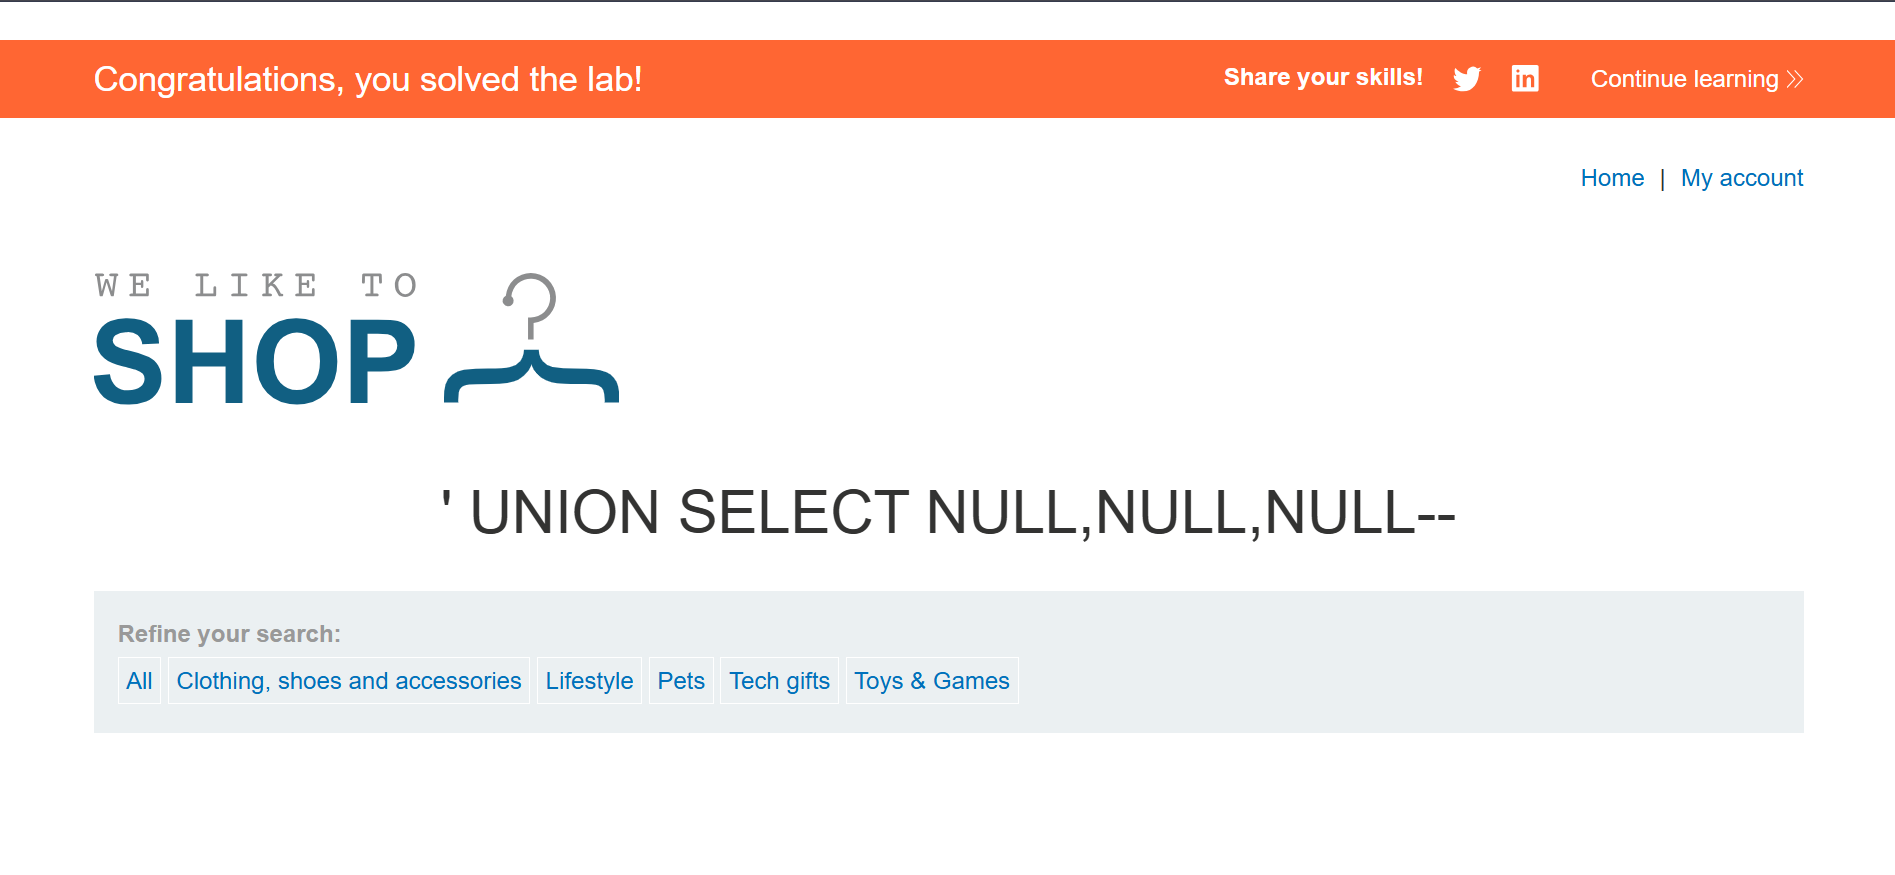 Congratulations, you solved the lab!
Share your skills!
Continue learning
Home | My account
WE LIKE TO
SHOP
' UNION SELECT NULL,NULL,NULL--
Refine your search:
All Clothing, shoes and accessories Lifestyle Pets Tech gifts Toys & Games